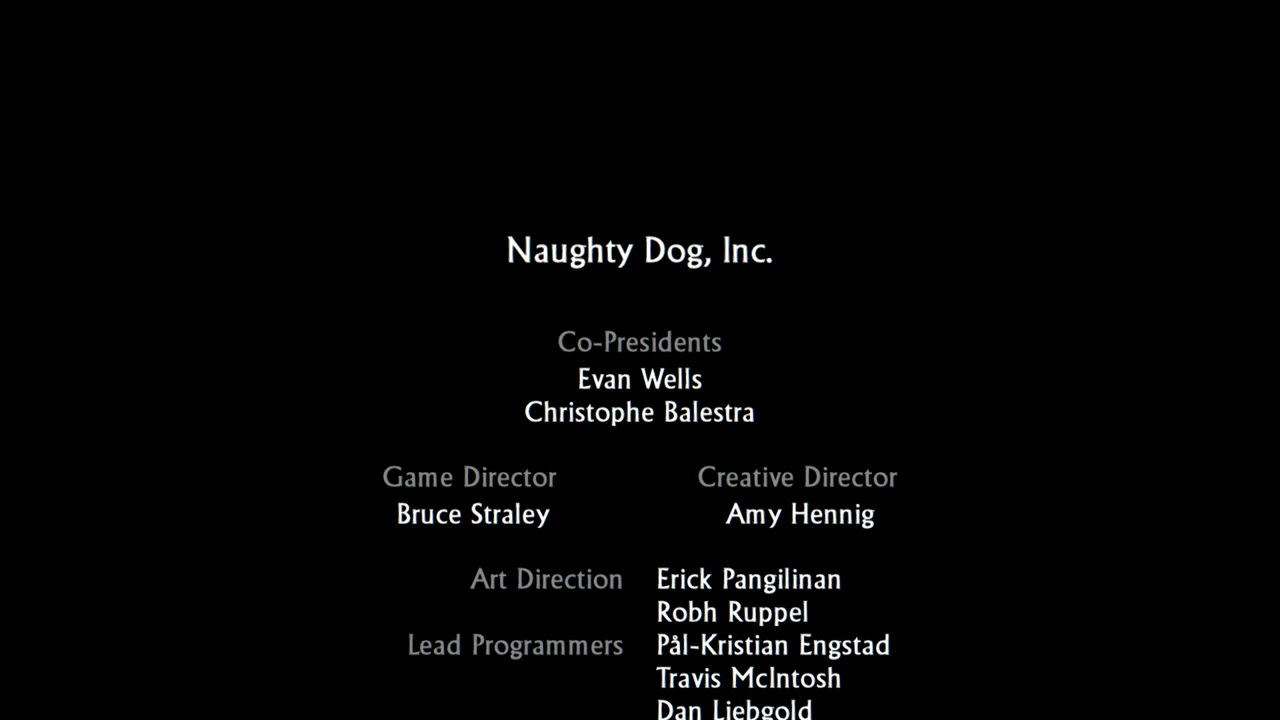 Naughty Dog, Inc.
Co-Presidents
Evan Wells
Christophe Balestra
Game Director Creative Director
Bruce Straley Amy Hennig
Art Direction Erick Pangilinan
Robh Ruppel
Lead Programmers Pål-Kristian Engstad
Travis McIntosh
Dan Liebgold